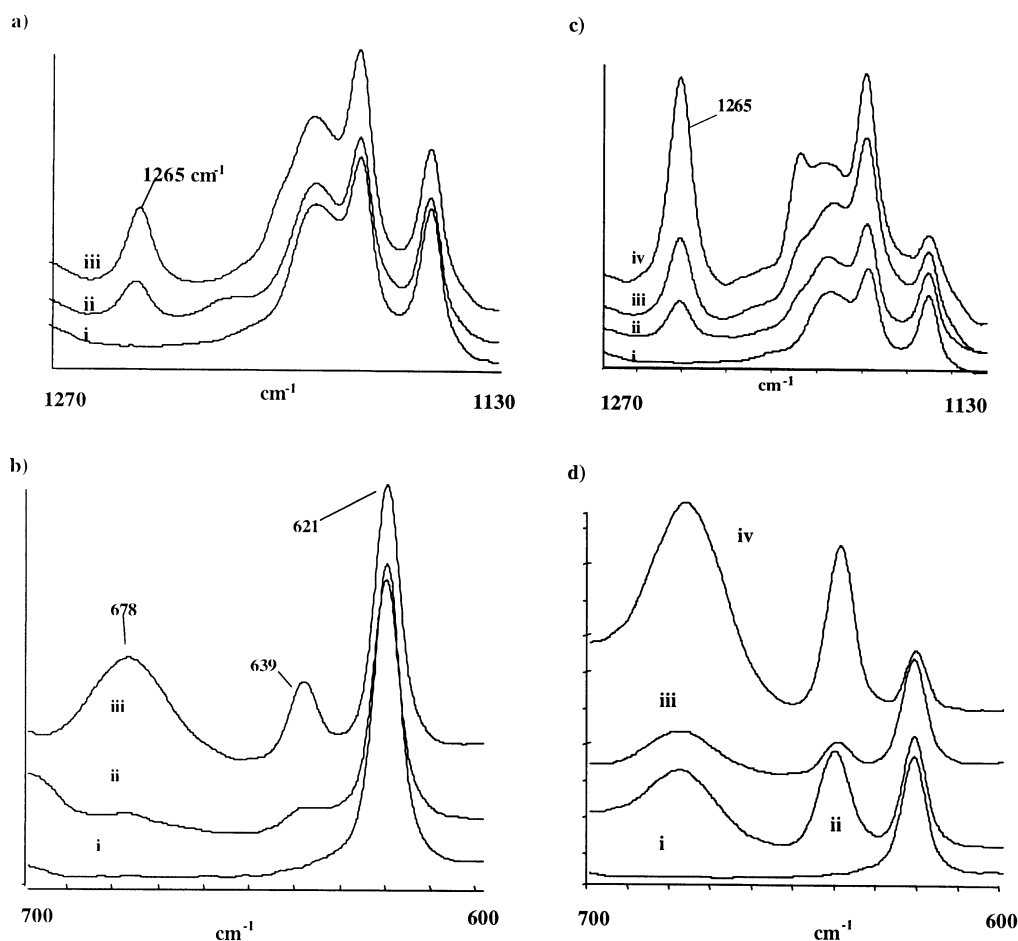 a)
1265 cm-1
iii
ii
i
cm-1
1270
1130
c)
1265
iv
iii
ii
i
cm-1
1270
1130
b)
621
678
639
iii
ii
i
700
cm-1
600
d)
iv
iii
ii
i
700
cm-1
600